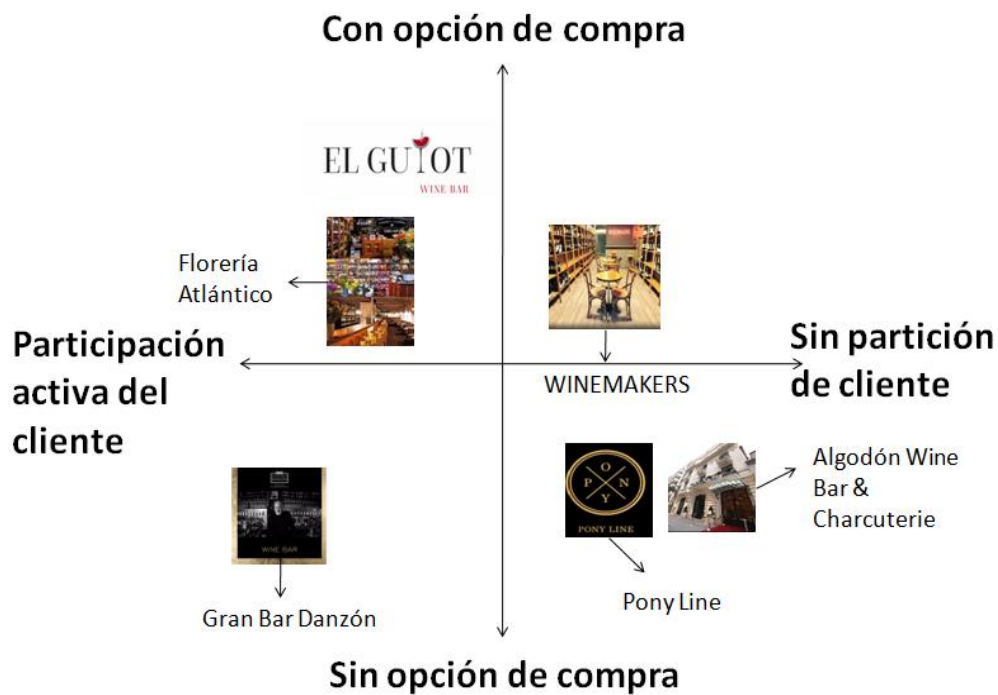 Con opción de compra
EL GUYOT
WINE BAR
Florería
Atlántico
Participación
activa del
cliente
Sin partición
de cliente
WINEMAKERS
WINE BAR
Gran Bar Danzón
O
P N
Y
PONY LINE
Pony Line
Algodón Wine
Bar &
Charcuterie
Sin opción de compra